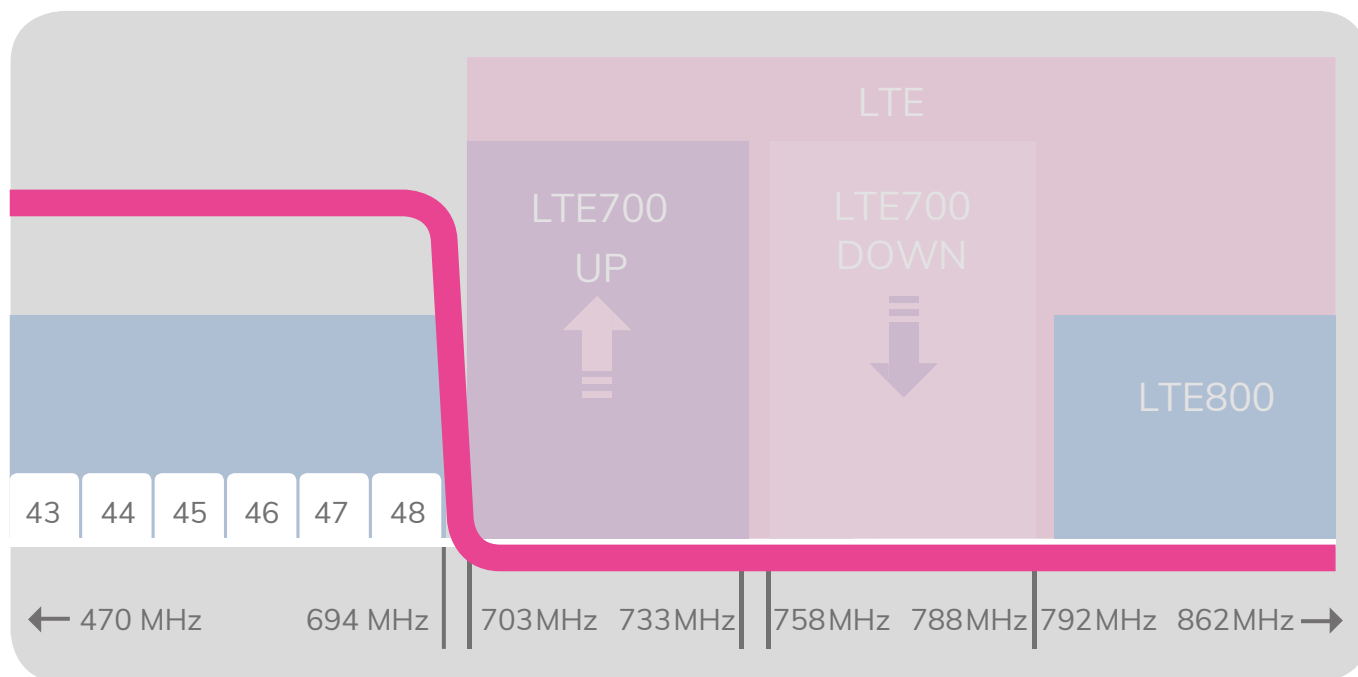 LTE
LTE700
UP
LTE700
DOWN
LTE800
43 44 45 46 47 48
470 MHz 694 MHz 703MHz 733MHz 758MHz 788MHz 792MHz 862MHz